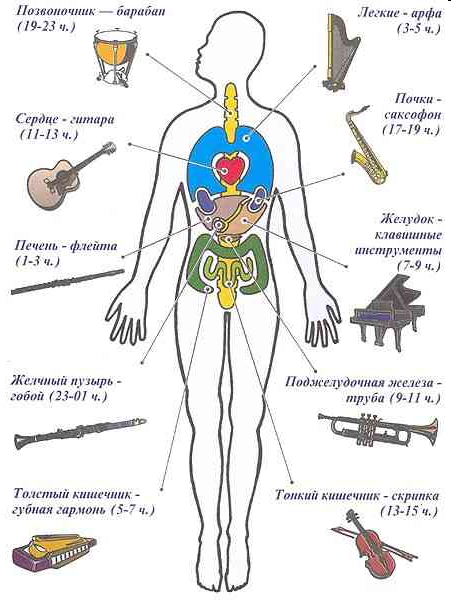 Позвоночник — барабан
(19-23 ч.)
Легкие - арфа
(3-5 ч.)
Сердце - гитара
(11-13 ч.)
Почки -
саксофон
(17-19 ч.)
Печень - флейта
(1-3 ч.)
Желудок -
клавишные
инструменты
(7-9 ч.)
Желчный пузырь -
гобой (23-01 ч.)
Поджелудочная железа -
труба (9-11 ч.)
Толстый кишечник -
губная гармонь (5-7 ч.)
Тонкий кишечник - скрипка
(13-15 ч.)